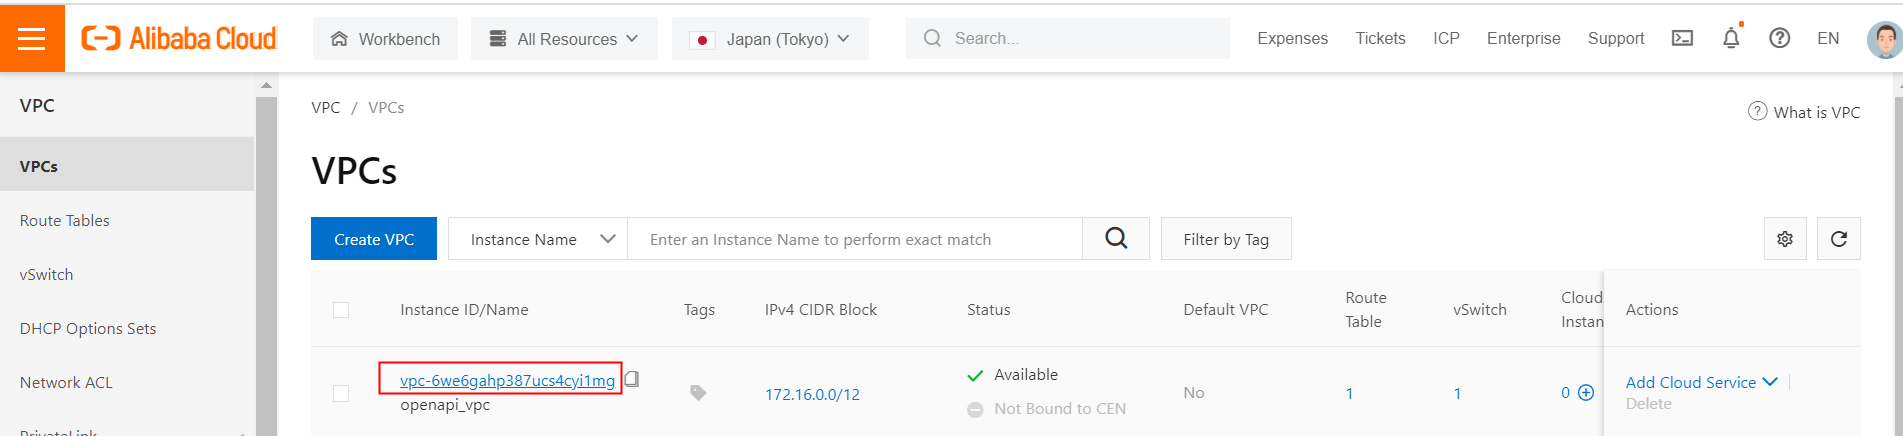 Alibaba Cloud Workbench All Resources Japan (Tokyo) Search... Expenses Tickets ICP Enterprise Support EN
VPC
VPCs
Route Tables
vSwitch
DHCP Options Sets
Network ACL
PrivateLink
VPC / VPCs
What is VPC
VPCs
Create VPC Instance Name Enter an Instance Name to perform exact match Filter by Tag
Instance ID/Name Tags IPv4 CIDR Block Status Default VPC Route Table vSwitch Cloud Instan Actions
vpc-6we6gahp387ucs4cyi1mg 172.16.0.0/12 Available No 1 1 0 Add Cloud Service
openapi_vpc Not Bound to CEN Delete